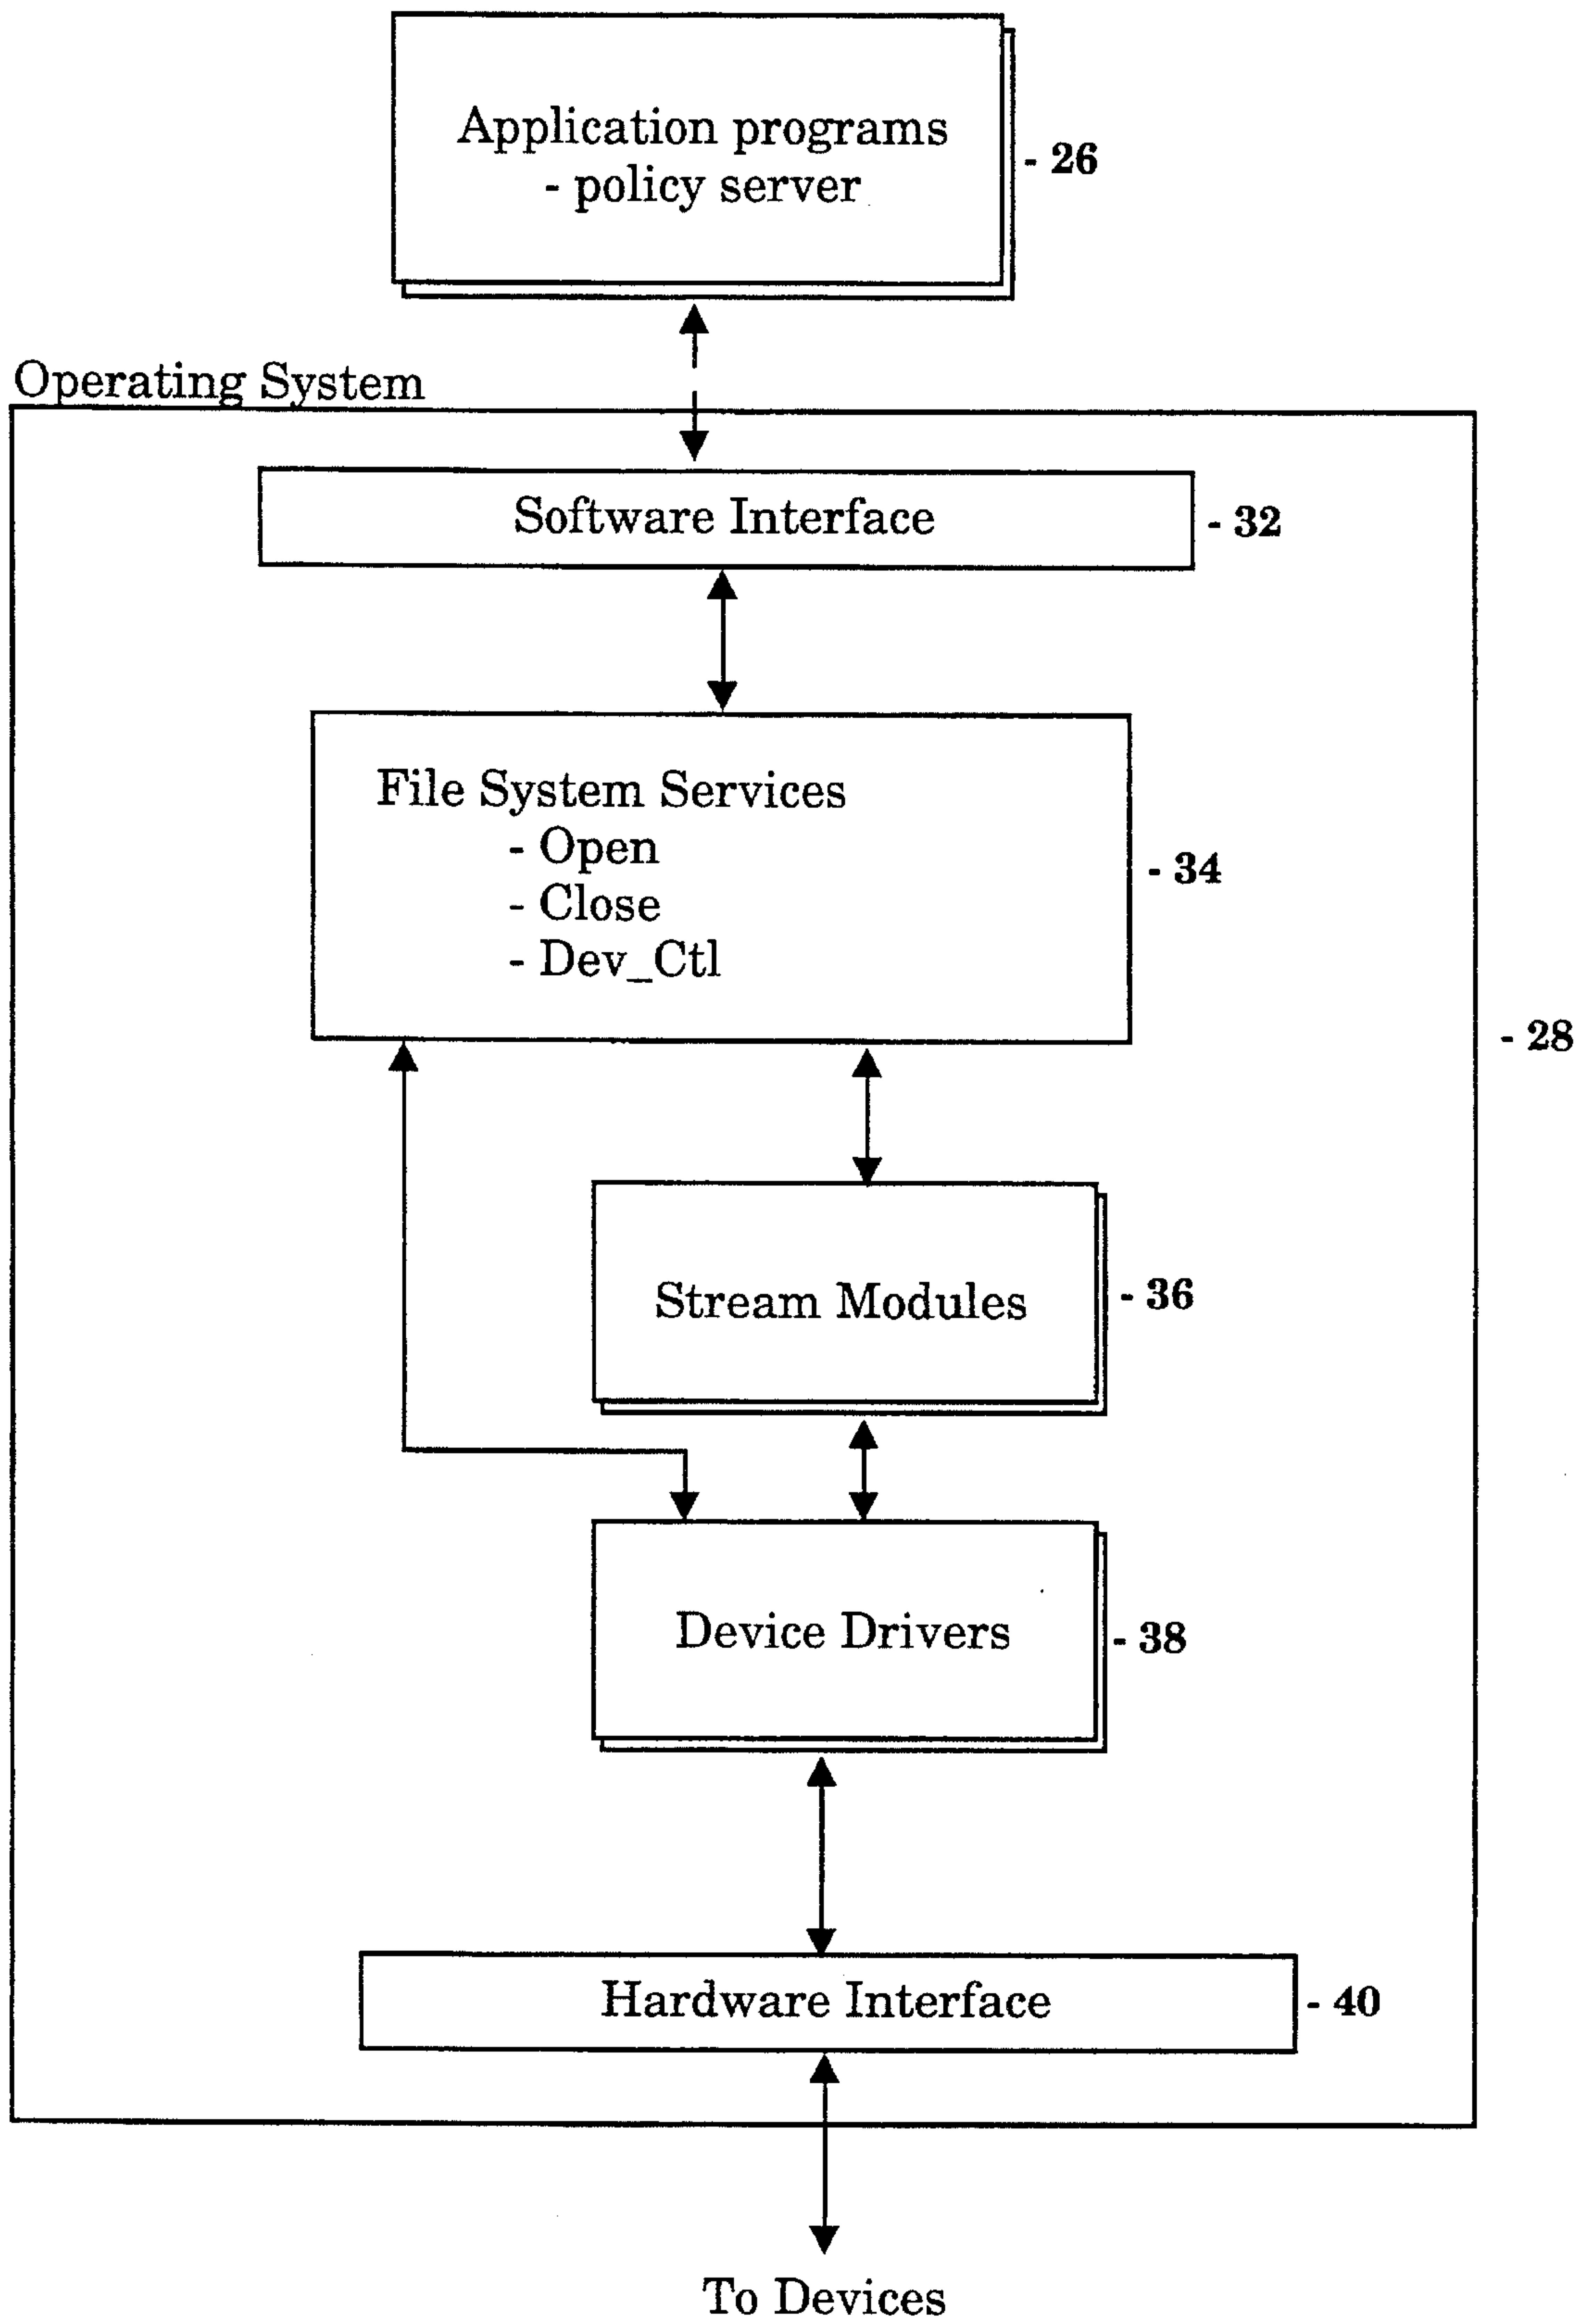 Application programs
- policy server
- 26
Operating System
Software Interface
- 32
File System Services
- Open
- Close
- Dev_Ctl
- 34
- 28
Stream Modules
- 36
Device Drivers
- 38
Hardware Interface
- 40
To Devices